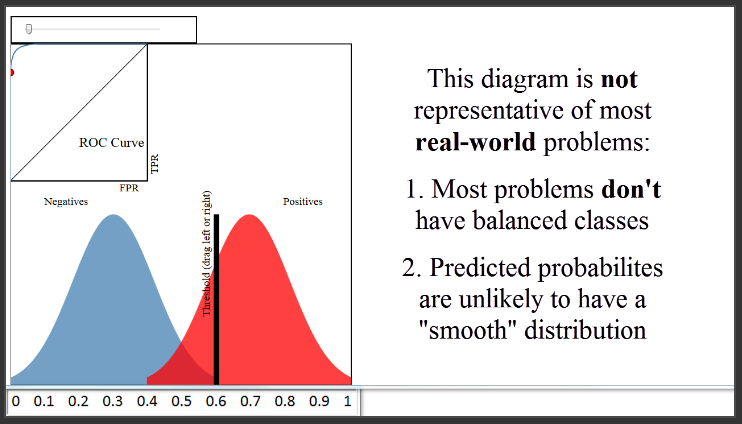 ROC Curve
TPR
FPR
Negatives
Positives
Threshold (drag left or right)
0 0.1 0.2 0.3 0.4 0.5 0.6 0.7 0.8 0.9 1
This diagram is not
representative of most
real-world problems:
1. Most problems don't
have balanced classes
2. Predicted probabilites
are unlikely to have a
"smooth" distribution